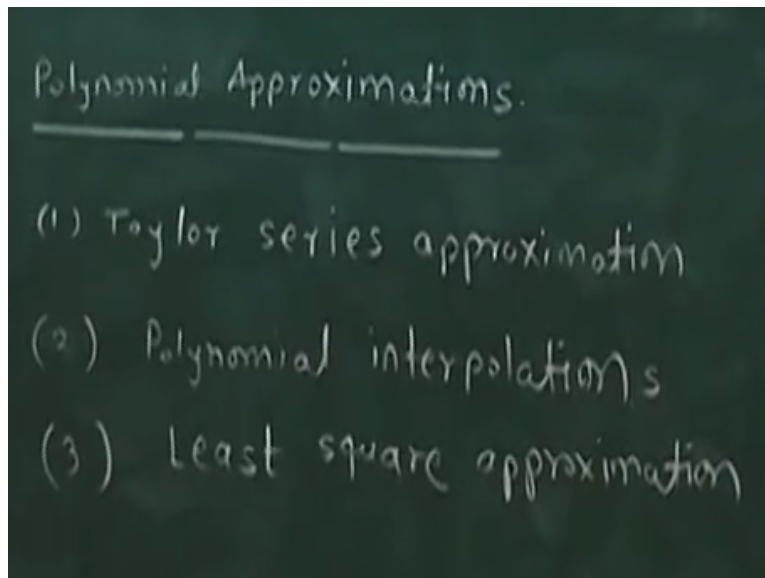 Polynomial Approximations.
(1) Taylor series approximation
(2) Polynomial interpolations
(3) Least square approximation